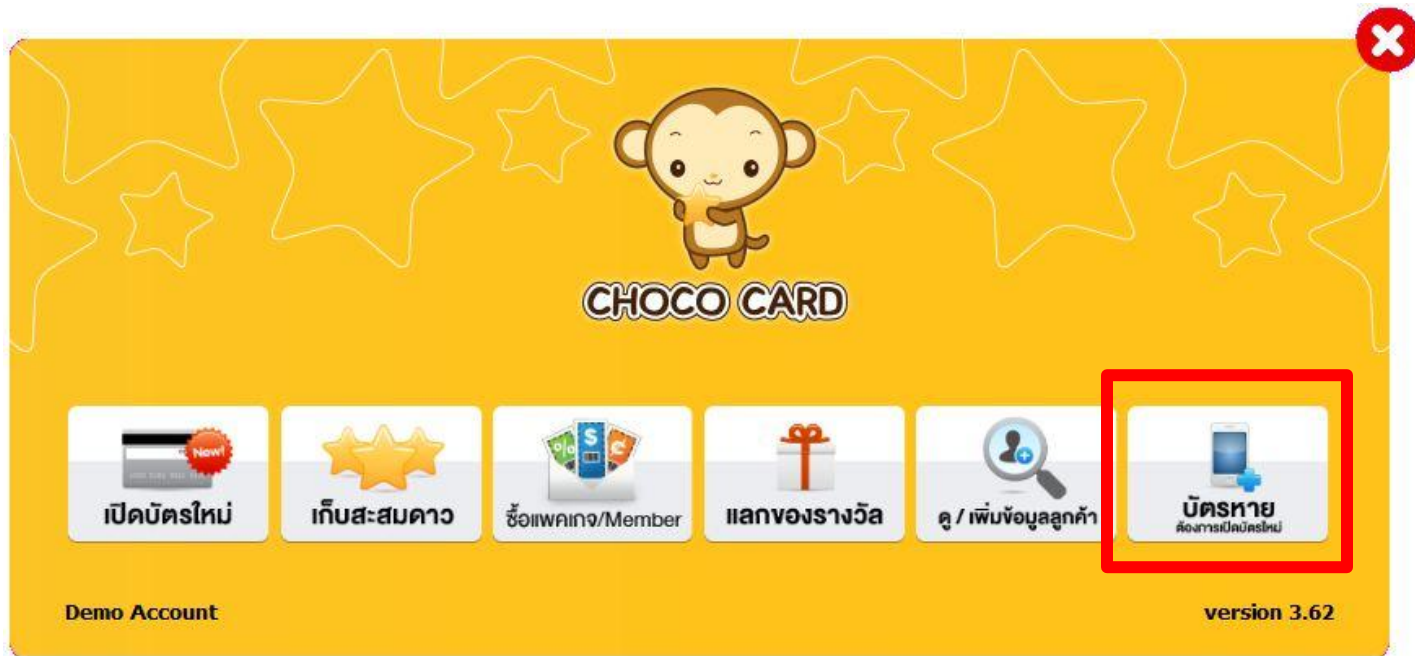 CHOCO CARD
New!
% $ ¢
เปิดบัตรใหม่
เก็บสะสมดาว
ซื้อแพคเกจ/Member
แลกของรางวัล
ดู / เพิ่มข้อมูลลูกค้า
บัตรหาย
ต้องการเปิดบัตรใหม่
Demo Account
version 3.62